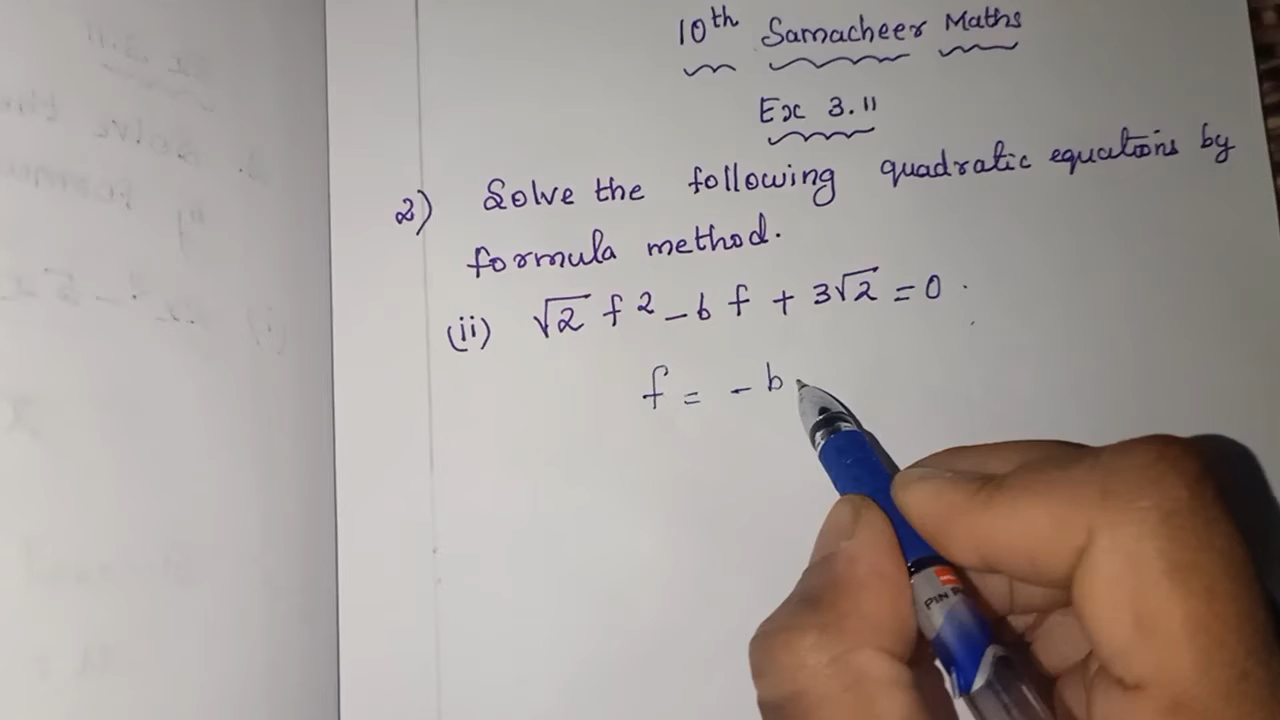 10th Samacheer Maths
Ex 3.11
2) Solve the following quadratic equations by
formula method.
(ii) √2 f 2 - 6 f + 3√2 = 0.
f = - b
PIN